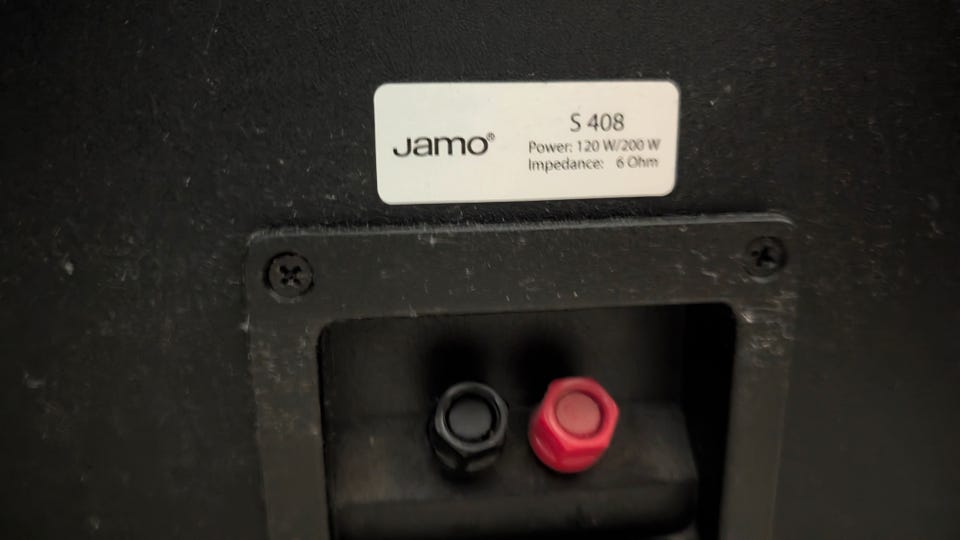 Jamo®
S 408
Power: 120 W/200 W
Impedance: 6 Ohm